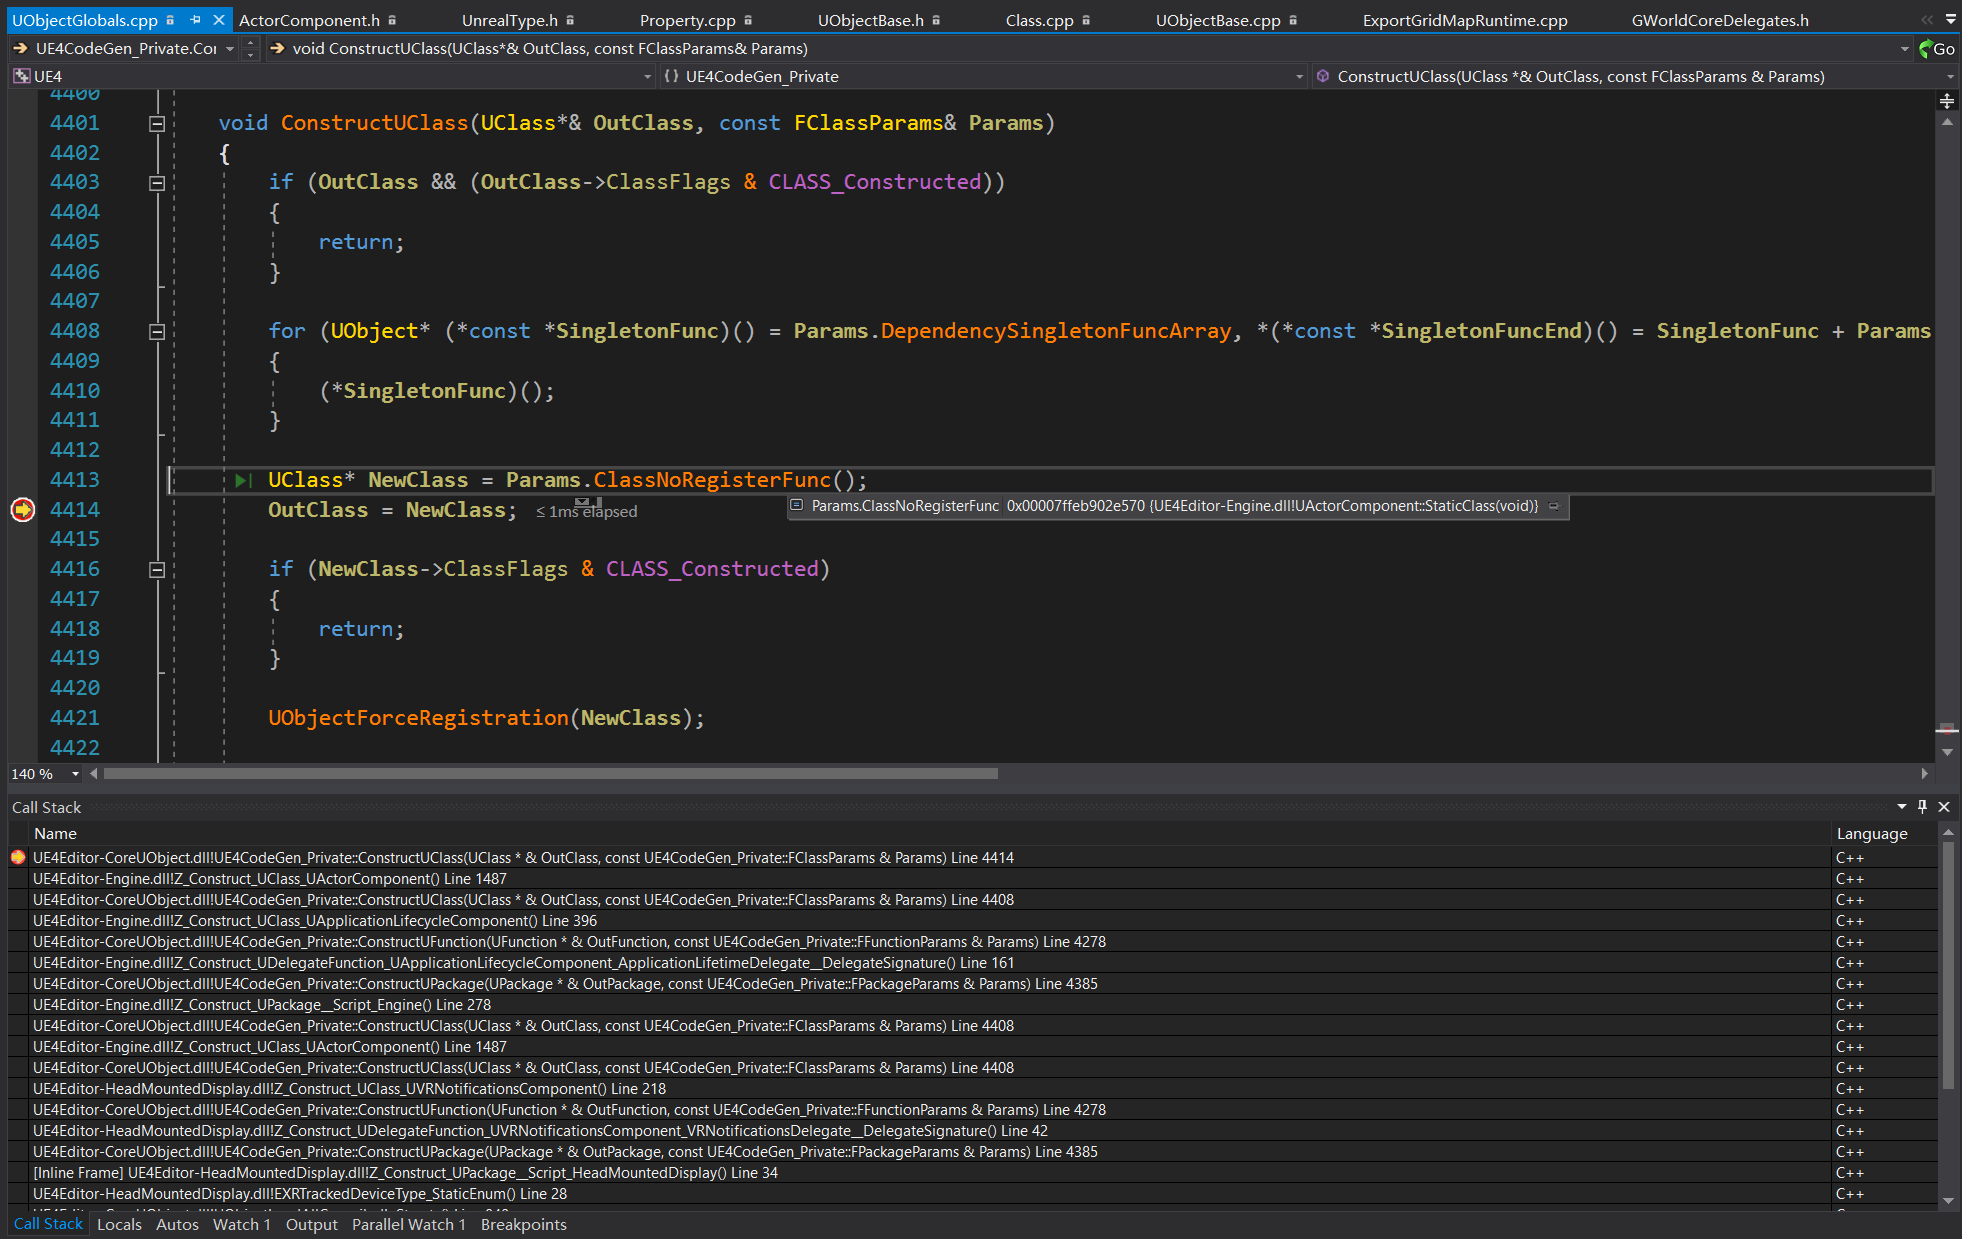 UObjectGlobals.cpp ActorComponent.h UnrealType.h Property.cpp UObjectBase.h Class.cpp UObjectBase.cpp ExportGridMapRuntime.cpp GWorldCoreDelegates.h
UE4CodeGen_Private.Cor void ConstructUClass(UClass*& OutClass, const FClassParams& Params) Go
UE4 UE4CodeGen_Private ConstructUClass(UClass *& OutClass, const FClassParams & Params)
4400
4401 void ConstructUClass(UClass*& OutClass, const FClassParams& Params)
4402 {
4403 if (OutClass && (OutClass->ClassFlags & CLASS_Constructed))
4404 {
4405 return;
4406 }
4407
4408 for (UObject* (*const *SingletonFunc)() = Params.DependencySingletonFuncArray, *(*const *SingletonFuncEnd)() = SingletonFunc + Params
4409 {
4410 (*SingletonFunc)();
4411 }
4412
4413 UClass* NewClass = Params.ClassNoRegisterFunc();
4414 OutClass = NewClass; ≤ 1ms elapsed
Params.ClassNoRegisterFunc 0x00007ffeb902e570 {UE4Editor-Engine.dll!UActorComponent::StaticClass(void)}
4415
4416 if (NewClass->ClassFlags & CLASS_Constructed)
4417 {
4418 return;
4419 }
4420
4421 UObjectForceRegistration(NewClass);
4422
140 %
Call Stack
Name Language
UE4Editor-CoreUObject.dll!UE4CodeGen_Private::ConstructUClass(UClass * & OutClass, const UE4CodeGen_Private::FClassParams & Params) Line 4414 C++
UE4Editor-Engine.dll!Z_Construct_UClass_UActorComponent() Line 1487 C++
UE4Editor-CoreUObject.dll!UE4CodeGen_Private::ConstructUClass(UClass * & OutClass, const UE4CodeGen_Private::FClassParams & Params) Line 4408 C++
UE4Editor-Engine.dll!Z_Construct_UClass_UApplicationLifecycleComponent() Line 396 C++
UE4Editor-CoreUObject.dll!UE4CodeGen_Private::ConstructUFunction(UFunction * & OutFunction, const UE4CodeGen_Private::FFunctionParams & Params) Line 4278 C++
UE4Editor-Engine.dll!Z_Construct_UDelegateFunction_UApplicationLifecycleComponent_ApplicationLifetimeDelegate__DelegateSignature() Line 161 C++
UE4Editor-CoreUObject.dll!UE4CodeGen_Private::ConstructUPackage(UPackage * & OutPackage, const UE4CodeGen_Private::FPackageParams & Params) Line 4385 C++
UE4Editor-Engine.dll!Z_Construct_UPackage__Script_Engine() Line 278 C++
UE4Editor-CoreUObject.dll!UE4CodeGen_Private::ConstructUClass(UClass * & OutClass, const UE4CodeGen_Private::FClassParams & Params) Line 4408 C++
UE4Editor-Engine.dll!Z_Construct_UClass_UActorComponent() Line 1487 C++
UE4Editor-CoreUObject.dll!UE4CodeGen_Private::ConstructUClass(UClass * & OutClass, const UE4CodeGen_Private::FClassParams & Params) Line 4408 C++
UE4Editor-HeadMountedDisplay.dll!Z_Construct_UClass_UVRNotificationsComponent() Line 218 C++
UE4Editor-CoreUObject.dll!UE4CodeGen_Private::ConstructUFunction(UFunction * & OutFunction, const UE4CodeGen_Private::FFunctionParams & Params) Line 4278 C++
UE4Editor-HeadMountedDisplay.dll!Z_Construct_UDelegateFunction_UVRNotificationsComponent_VRNotificationsDelegate__DelegateSignature() Line 42 C++
UE4Editor-CoreUObject.dll!UE4CodeGen_Private::ConstructUPackage(UPackage * & OutPackage, const UE4CodeGen_Private::FPackageParams & Params) Line 4385 C++
[Inline Frame] UE4Editor-HeadMountedDisplay.dll!Z_Construct_UPackage__Script_HeadMountedDisplay() Line 34 C++
UE4Editor-HeadMountedDisplay.dll!EXRTrackedDeviceType_StaticEnum() Line 28 C++
Call Stack Locals Autos Watch 1 Output Parallel Watch 1 Breakpoints